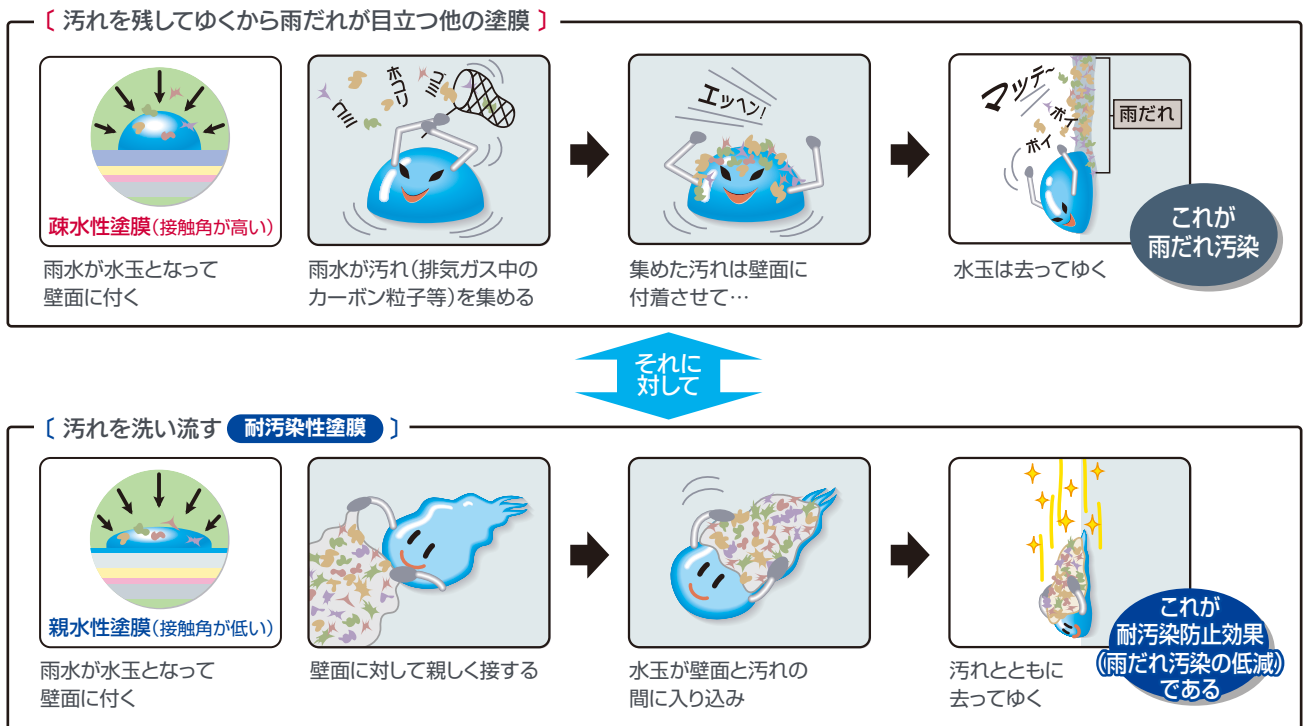 〔 汚れを残してゆくから雨だれが目立つ他の塗膜 〕
疎水性塗膜(接触角が高い)
雨水が水玉となって
壁面に付く
ゴミ
ホコリ
ゴミ
雨水が汚れ(排気ガス中の
カーボン粒子等)を集める
エッヘン!
集めた汚れは壁面に
付着させて…
マッテ〜
ポイ
ポイ
雨だれ
水玉は去ってゆく
これが
雨だれ汚染
それに
対して
〔 汚れを洗い流す 耐汚染性塗膜 〕
親水性塗膜(接触角が低い)
雨水が水玉となって
壁面に付く
壁面に対して親しく接する
水玉が壁面と汚れの
間に入り込み
汚れとともに
去ってゆく
これが
耐汚染防止効果
(雨だれ汚染の低減)
である